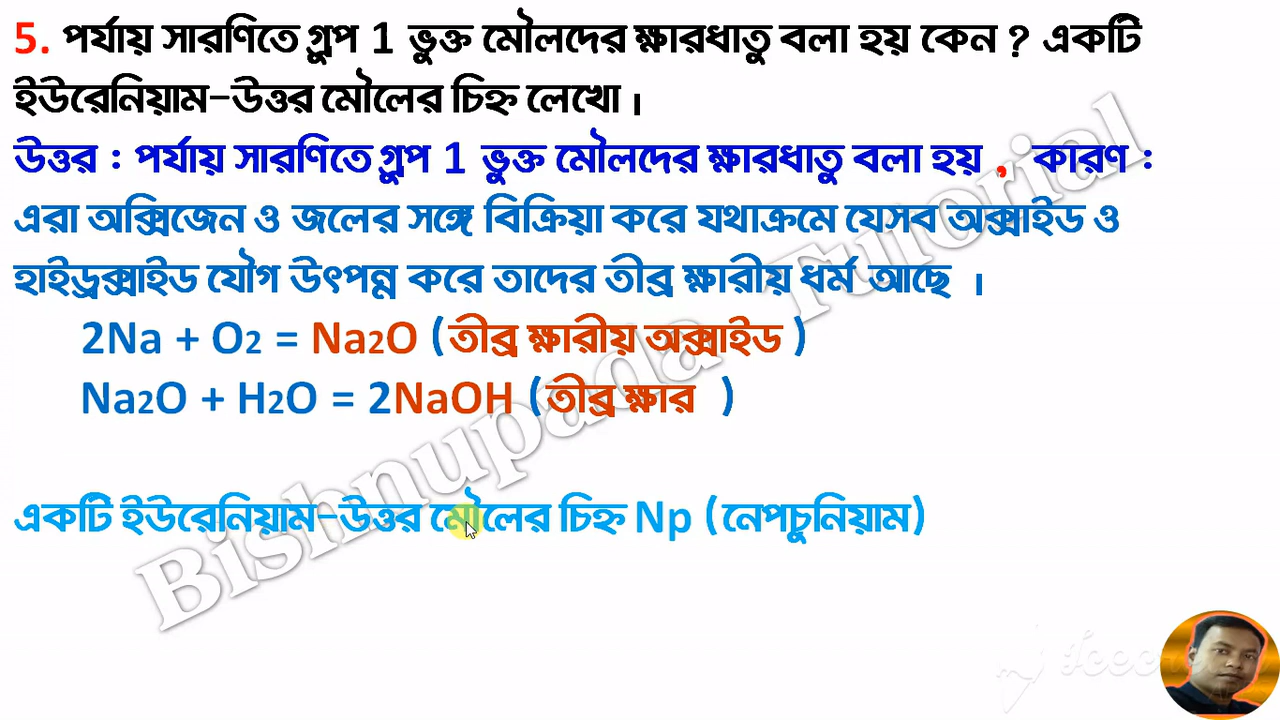 5. পর্যায় সারণিতে গ্রুপ 1 ভুক্ত মৌলদের ক্ষারধাতু বলা হয় কেন ? একটি
ইউরেনিয়াম-উত্তর মৌলের চিহ্ন লেখো ।
উত্তর : পর্যায় সারণিতে গ্রুপ 1 ভুক্ত মৌলদের ক্ষারধাতু বলা হয় , কারণ :
এরা অক্সিজেন ও জলের সঙ্গে বিক্রিয়া করে যথাক্রমে যেসব অক্সাইড ও
হাইড্রক্সাইড যৌগ উৎপন্ন করে তাদের তীব্র ক্ষারীয় ধর্ম আছে ।
2Na + O2 = Na2O (তীব্র ক্ষারীয় অক্সাইড )
Na2O + H2O = 2NaOH (তীব্র ক্ষার )
একটি ইউরেনিয়াম-উত্তর মৌলের চিহ্ন Np (নেপচুনিয়াম)
Bishnupada Tutorial